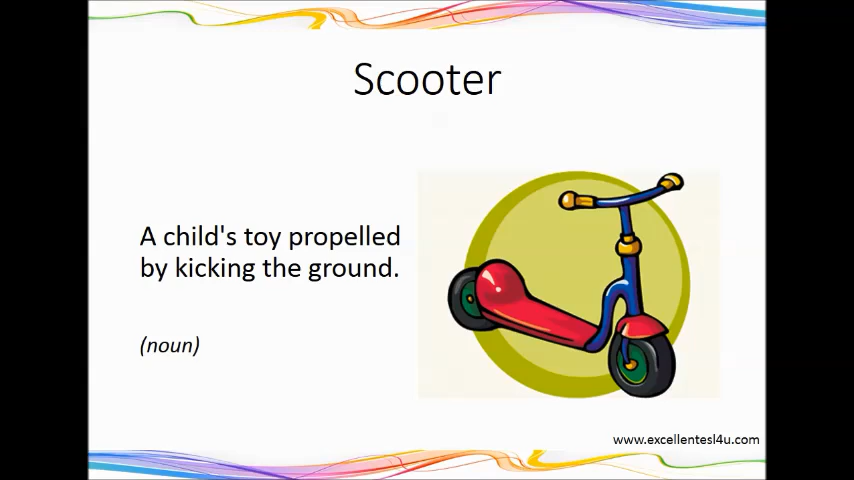 Scooter
A child's toy propelled
by kicking the ground.
(noun)
www.excellentesl4u.com